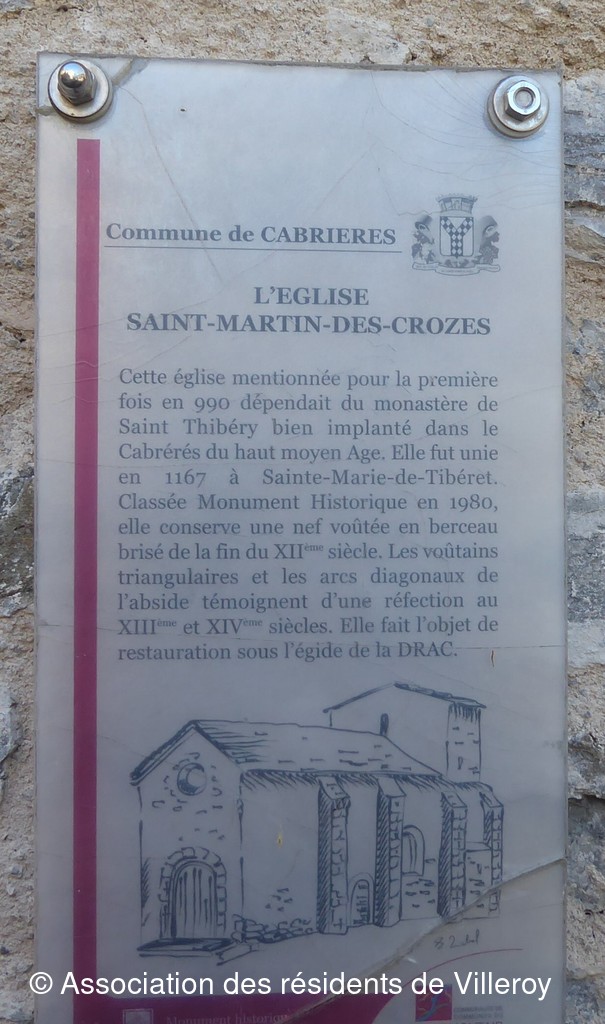 Commune de CABRIERES
L'EGLISE
SAINT-MARTIN-DES-CROZES
Cette église mentionnée pour la première
fois en 990 dépendait du monastère de
Saint Thibéry bien implanté dans le
Cabrérés du haut moyen Age. Elle fut unie
en 1167 à Sainte-Marie-de-Tibéret.
Classée Monument Historique en 1980,
elle conserve une nef voûtée en berceau
brisé de la fin du XIIème siècle. Les voûtains
triangulaires et les arcs diagonaux de
l'abside témoignent d'une réfection au
XIIIème et XIVème siècles. Elle fait l'objet de
restauration sous l'égide de la DRAC.
© Association des résidents de Villeroy
Monument historiq